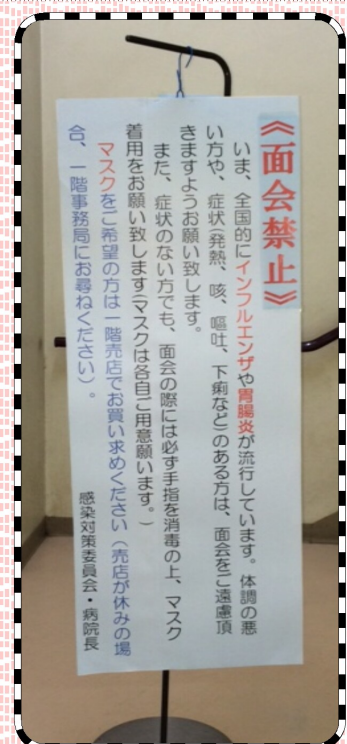 《面会禁止》
いま、全国的にインフルエンザや胃腸炎が流行しています。体調の悪
い方や、症状(発熱、咳、嘔吐、下痢など)のある方は、面会をご遠慮頂
きますようお願い致します。
また、症状のない方でも、面会の際には必ず手指を消毒の上、マスク
着用をお願い致します(マスクは各自ご用意願います。)
マスクをご希望の方は一階売店でお買い求めください(売店が休みの場
合、一階事務局にお尋ねください)。
感染対策委員会・病院長